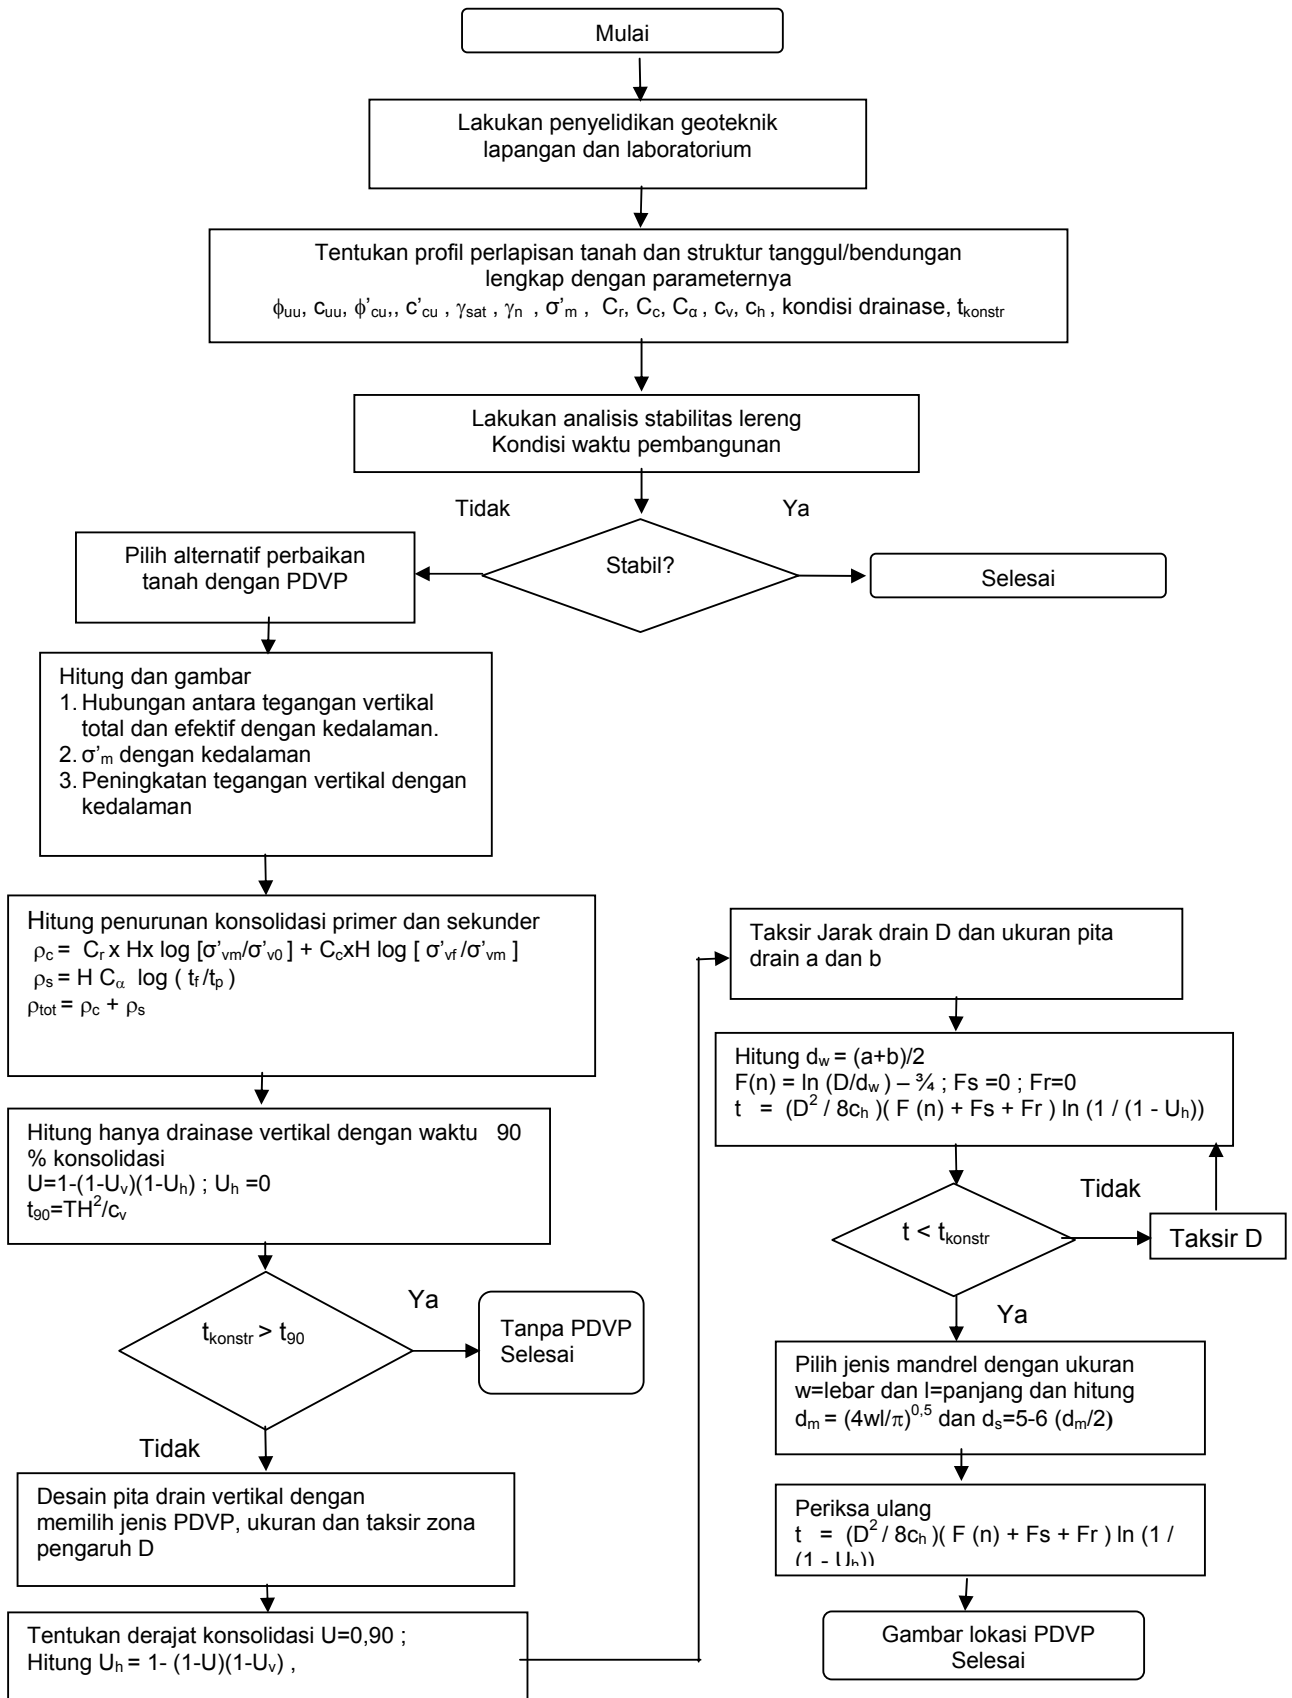 Mulai
Lakukan penyelidikan geoteknik
lapangan dan laboratorium
Tentukan profil perlapisan tanah dan struktur tanggul/bendungan
lengkap dengan parameternya
ϕuu, cuu, ϕ'cu,, c'cu , γsat , γn , σ'm , Cr, Cc, Cα , cv, ch , kondisi drainase, tkonstr
Lakukan analisis stabilitas lereng
Kondisi waktu pembangunan
Tidak
Ya
Stabil?
Pilih alternatif perbaikan
tanah dengan PDVP
Selesai
Hitung dan gambar
1. Hubungan antara tegangan vertikal
total dan efektif dengan kedalaman.
2. σ'm dengan kedalaman
3. Peningkatan tegangan vertikal dengan
kedalaman
Hitung penurunan konsolidasi primer dan sekunder
ρc = Cr x Hx log [σ'vm/σ'v0 ] + CcxH log [ σ'vf /σ'vm ]
ρs = H Cα log ( tf /tp )
ρtot = ρc + ρs
Hitung hanya drainase vertikal dengan waktu 90
% konsolidasi
U=1-(1-Uv)(1-Uh) ; Uh =0
t90=TH²/cv
tkonstr > t90
Ya
Tanpa PDVP
Selesai
Tidak
Desain pita drain vertikal dengan
memilih jenis PDVP, ukuran dan taksir zona
pengaruh D
Tentukan derajat konsolidasi U=0,90 ;
Hitung Uh = 1- (1-U)(1-Uv) ,
Taksir Jarak drain D dan ukuran pita
drain a dan b
Hitung dw = (a+b)/2
F(n) = ln (D/dw ) – ¾ ; Fs =0 ; Fr=0
t = (D² / 8ch )( F (n) + Fs + Fr ) ln (1 / (1 - Uh))
t < tkonstr
Tidak
Taksir D
Ya
Pilih jenis mandrel dengan ukuran
w=lebar dan l=panjang dan hitung
dm = (4wl/π)0,5 dan ds=5-6 (dm/2)
Periksa ulang
t = (D² / 8ch )( F (n) + Fs + Fr ) ln (1 /
(1 - Uh))
Gambar lokasi PDVP
Selesai